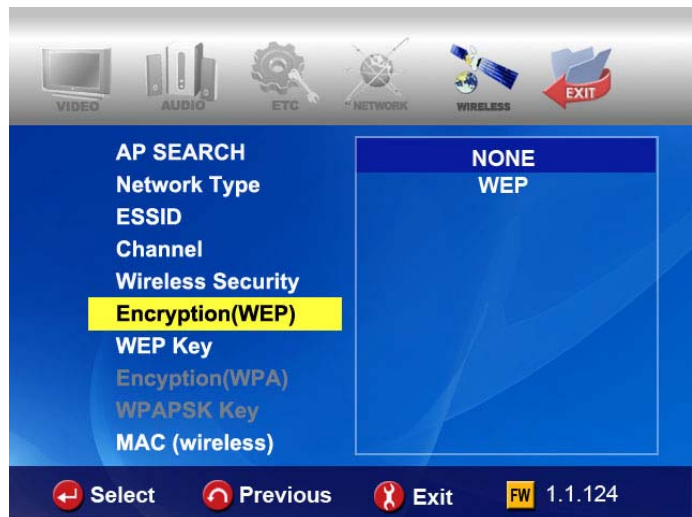 VIDEO AUDIO ETC NETWORK WIRELESS EXIT
AP SEARCH
Network Type
ESSID
Channel
Wireless Security
Encryption(WEP)
WEP Key
Encyption(WPA)
WPAPSK Key
MAC (wireless)
NONE
WEP
Select Previous Exit FW 1.1.124